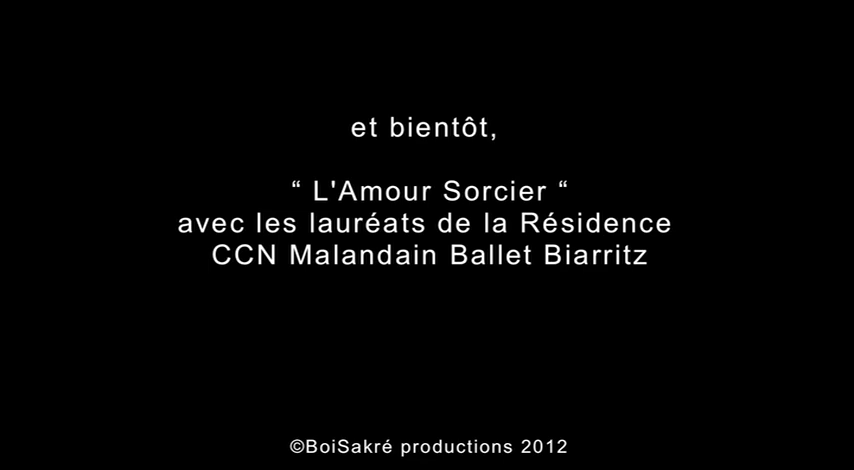 et bientôt,
“ L'Amour Sorcier “
avec les lauréats de la Résidence
CCN Malandain Ballet Biarritz
©BoiSakré productions 2012